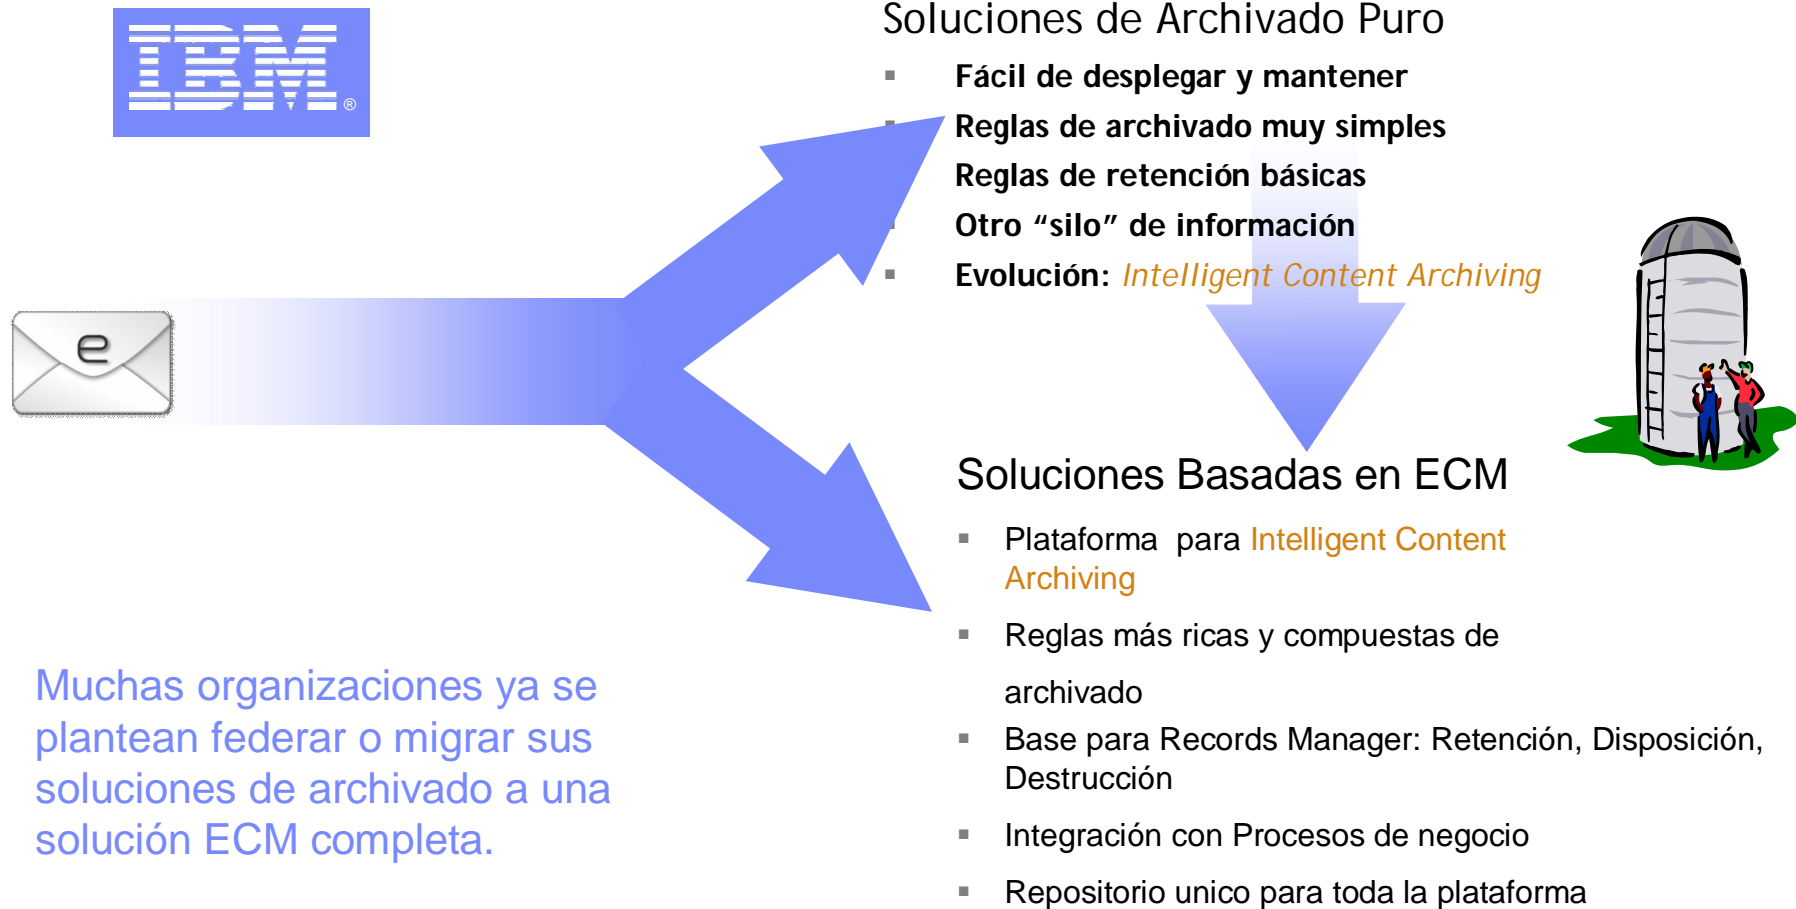 IBM®
Soluciones de Archivado Puro
▪ Fácil de desplegar y mantener
▪ Reglas de archivado muy simples
Reglas de retención básicas
▪ Otro “silo” de información
▪ Evolución: Intelligent Content Archiving
e
Soluciones Basadas en ECM
▪ Plataforma para Intelligent Content
Archiving
▪ Reglas más ricas y compuestas de
archivado
▪ Base para Records Manager: Retención, Disposición,
Destrucción
▪ Integración con Procesos de negocio
▪ Repositorio unico para toda la plataforma
Muchas organizaciones ya se
plantean federar o migrar sus
soluciones de archivado a una
solución ECM completa.